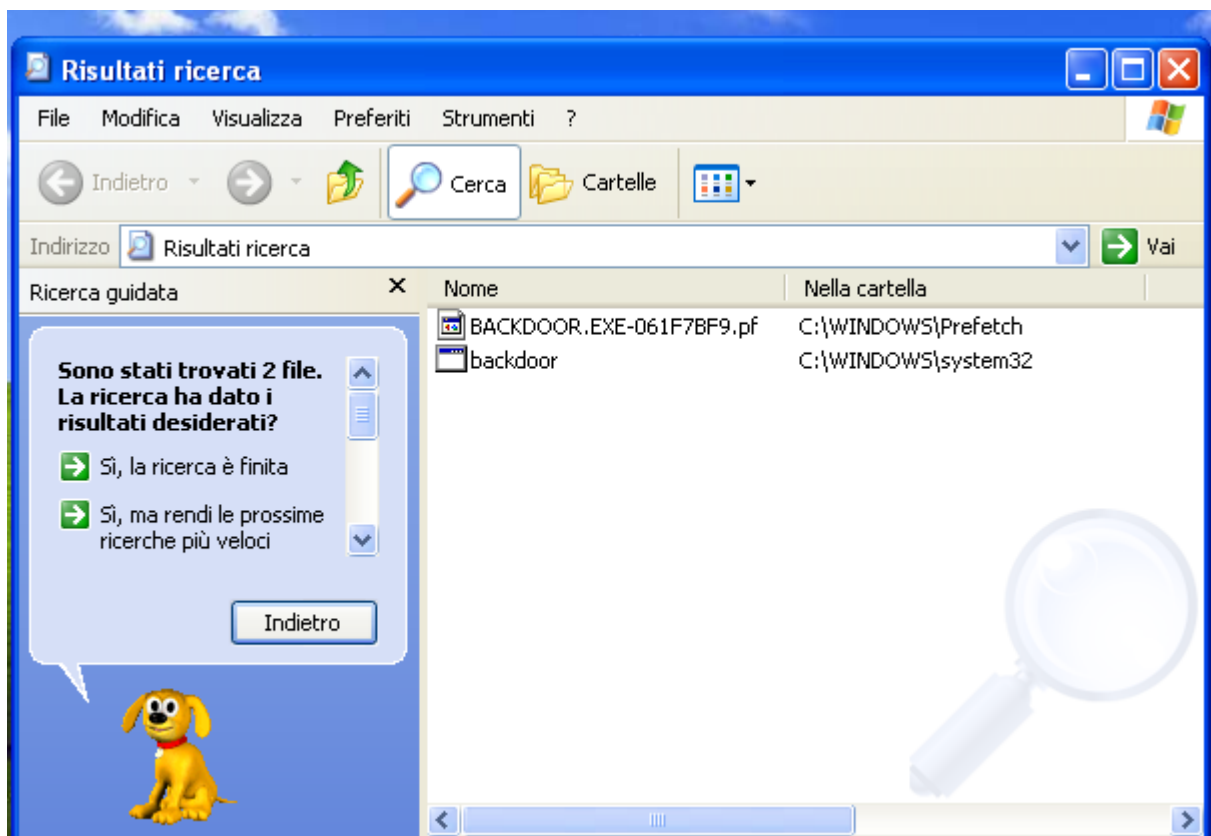 Risultati ricerca
File Modifica Visualizza Preferiti Strumenti ?
Indietro Cerca Cartelle
Indirizzo Risultati ricerca Vai
Ricerca guidata
Nome Nella cartella
BACKDOOR.EXE-061F7BF9.pf C:\WINDOWS\Prefetch
backdoor C:\WINDOWS\system32
Sono stati trovati 2 file.
La ricerca ha dato i
risultati desiderati?
Sì, la ricerca è finita
Sì, ma rendi le prossime
ricerche più veloci
Indietro